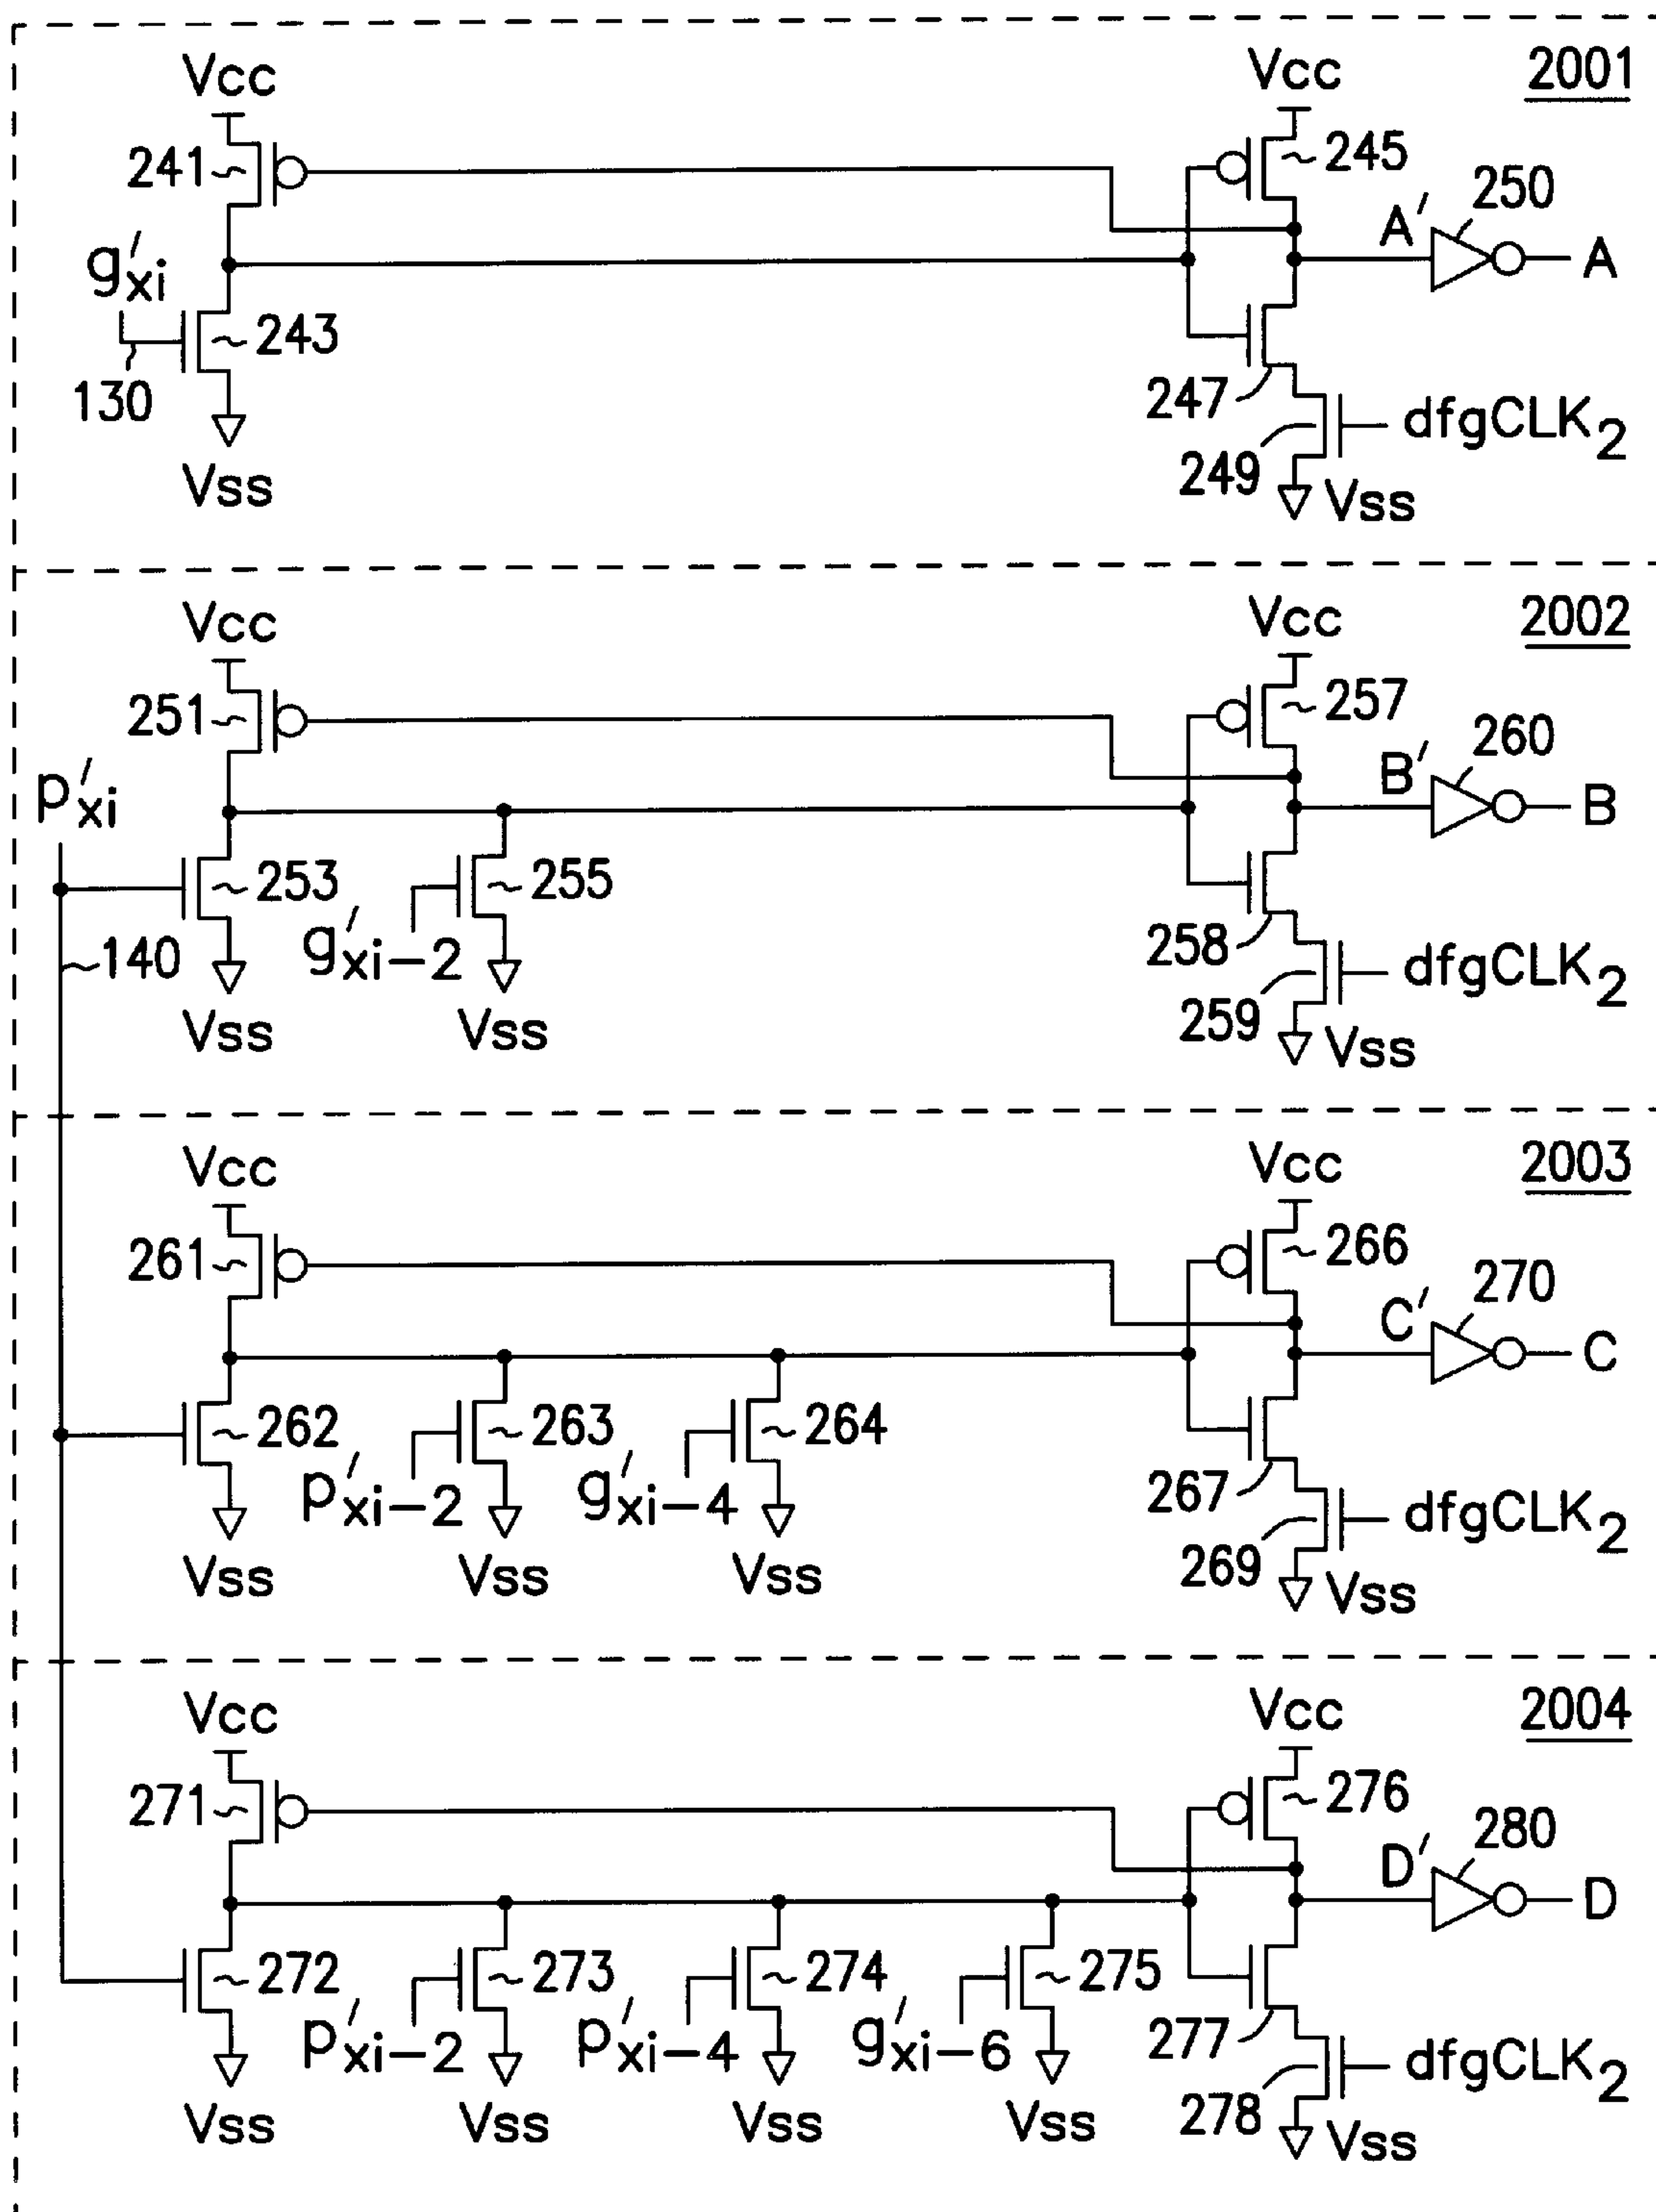 Vcc Vcc 2001
241 245
A′ 250
g′xi A
243
130 247
dfgCLK2
249
Vss Vss
Vcc Vcc 2002
251 257
B′ 260
p′xi B
253 255
g′xi−2 258
140 dfgCLK2
259
Vss Vss Vss
Vcc Vcc 2003
261 266
C′ 270
C
262 263 264
p′xi−2 g′xi−4 267
dfgCLK2
269
Vss Vss Vss Vss
Vcc Vcc 2004
271 276
D′ 280
D
272 273 274 275
p′xi−2 p′xi−4 g′xi−6 277
dfgCLK2
278
Vss Vss Vss Vss Vss